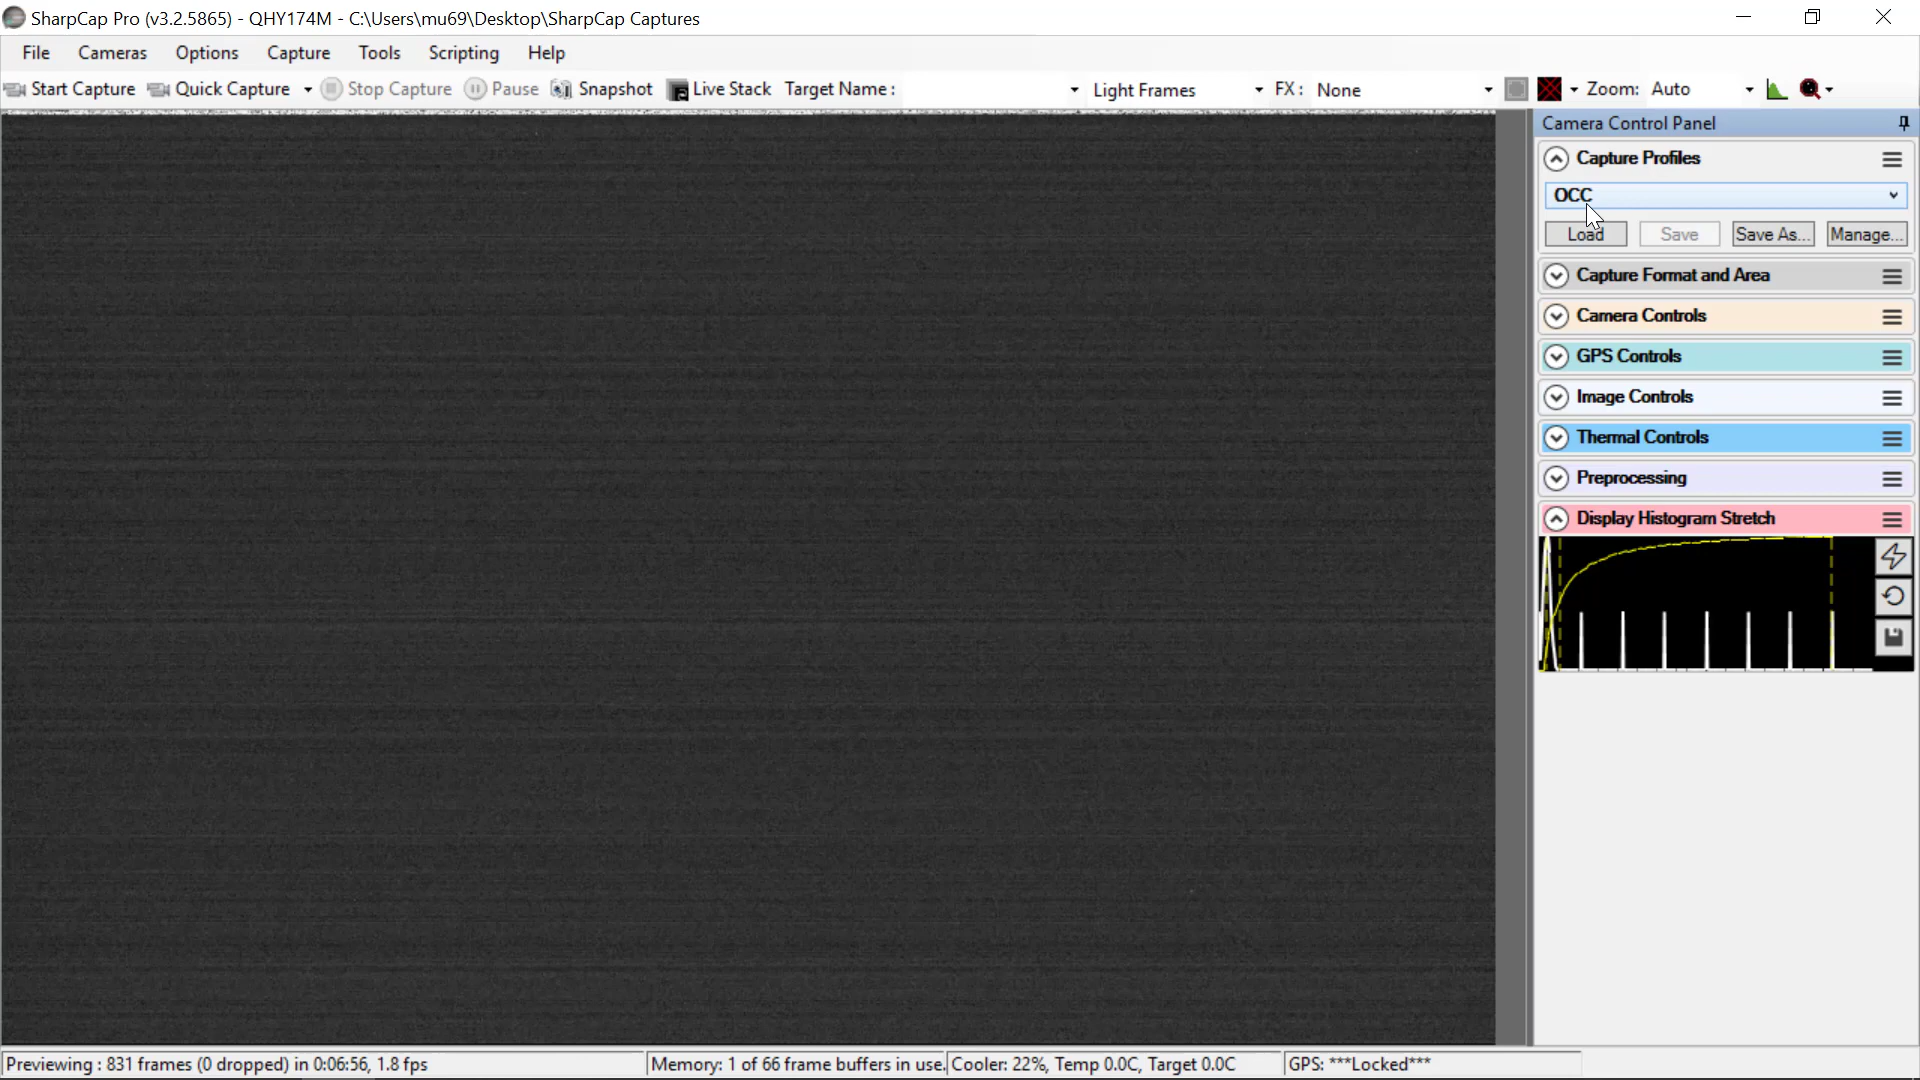 SharpCap Pro (v3.2.5865) - QHY174M - C:\Users\mu69\Desktop\SharpCap Captures
File Cameras Options Capture Tools Scripting Help
Start Capture Quick Capture Stop Capture Pause Snapshot Live Stack Target Name : Light Frames FX : None Zoom: Auto
Camera Control Panel
Capture Profiles
OCC
Load Save Save As... Manage...
Capture Format and Area
Camera Controls
GPS Controls
Image Controls
Thermal Controls
Preprocessing
Display Histogram Stretch
Previewing : 831 frames (0 dropped) in 0:06:56, 1.8 fps Memory: 1 of 66 frame buffers in use. Cooler: 22%, Temp 0.0C, Target 0.0C GPS: ***Locked***